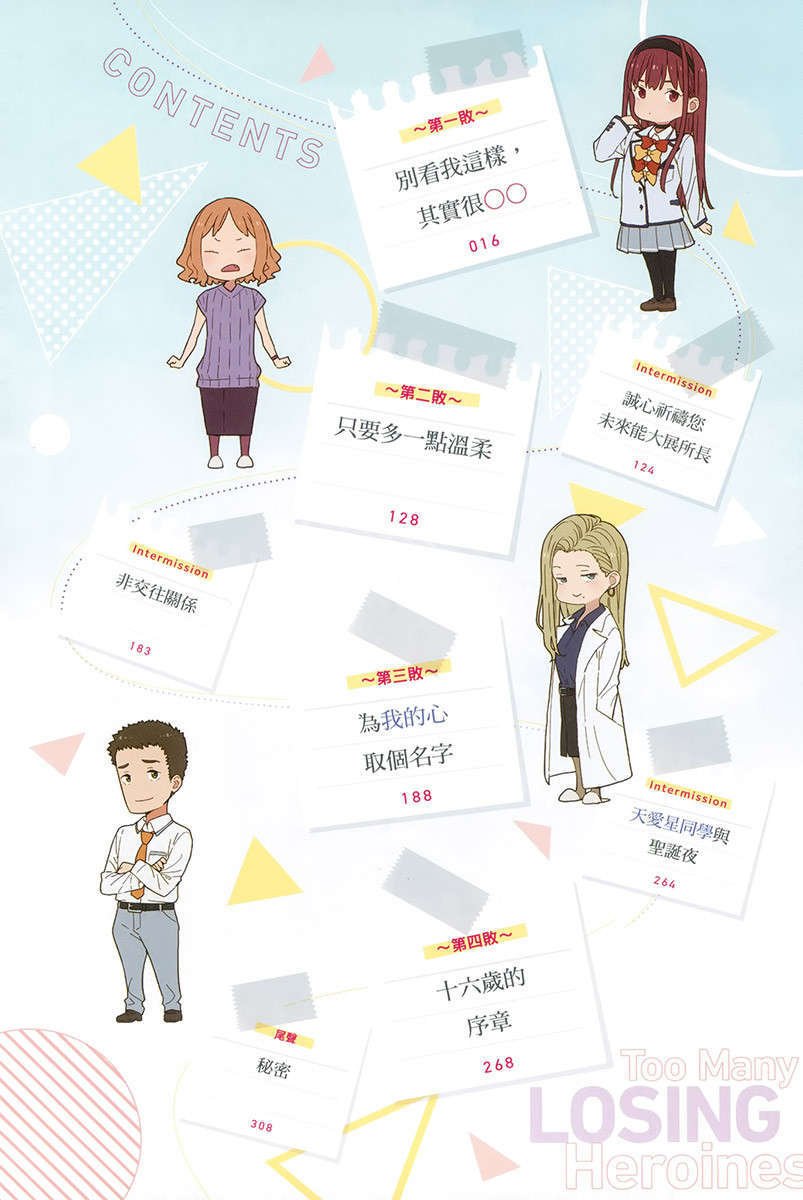 CONTENTS
～第一敗～
別看我這樣，
其實很○○
016
～第二敗～
只要多一點溫柔
128
Intermission
誠心祈禱您
未來能大展所長
124
Intermission
非交往關係
183
～第三敗～
為我的心
取個名字
188
Intermission
天愛星同學與
聖誕夜
264
～第四敗～
十六歲的
序章
268
尾聲
秘密
308
Too Many
LOSING
Heroines